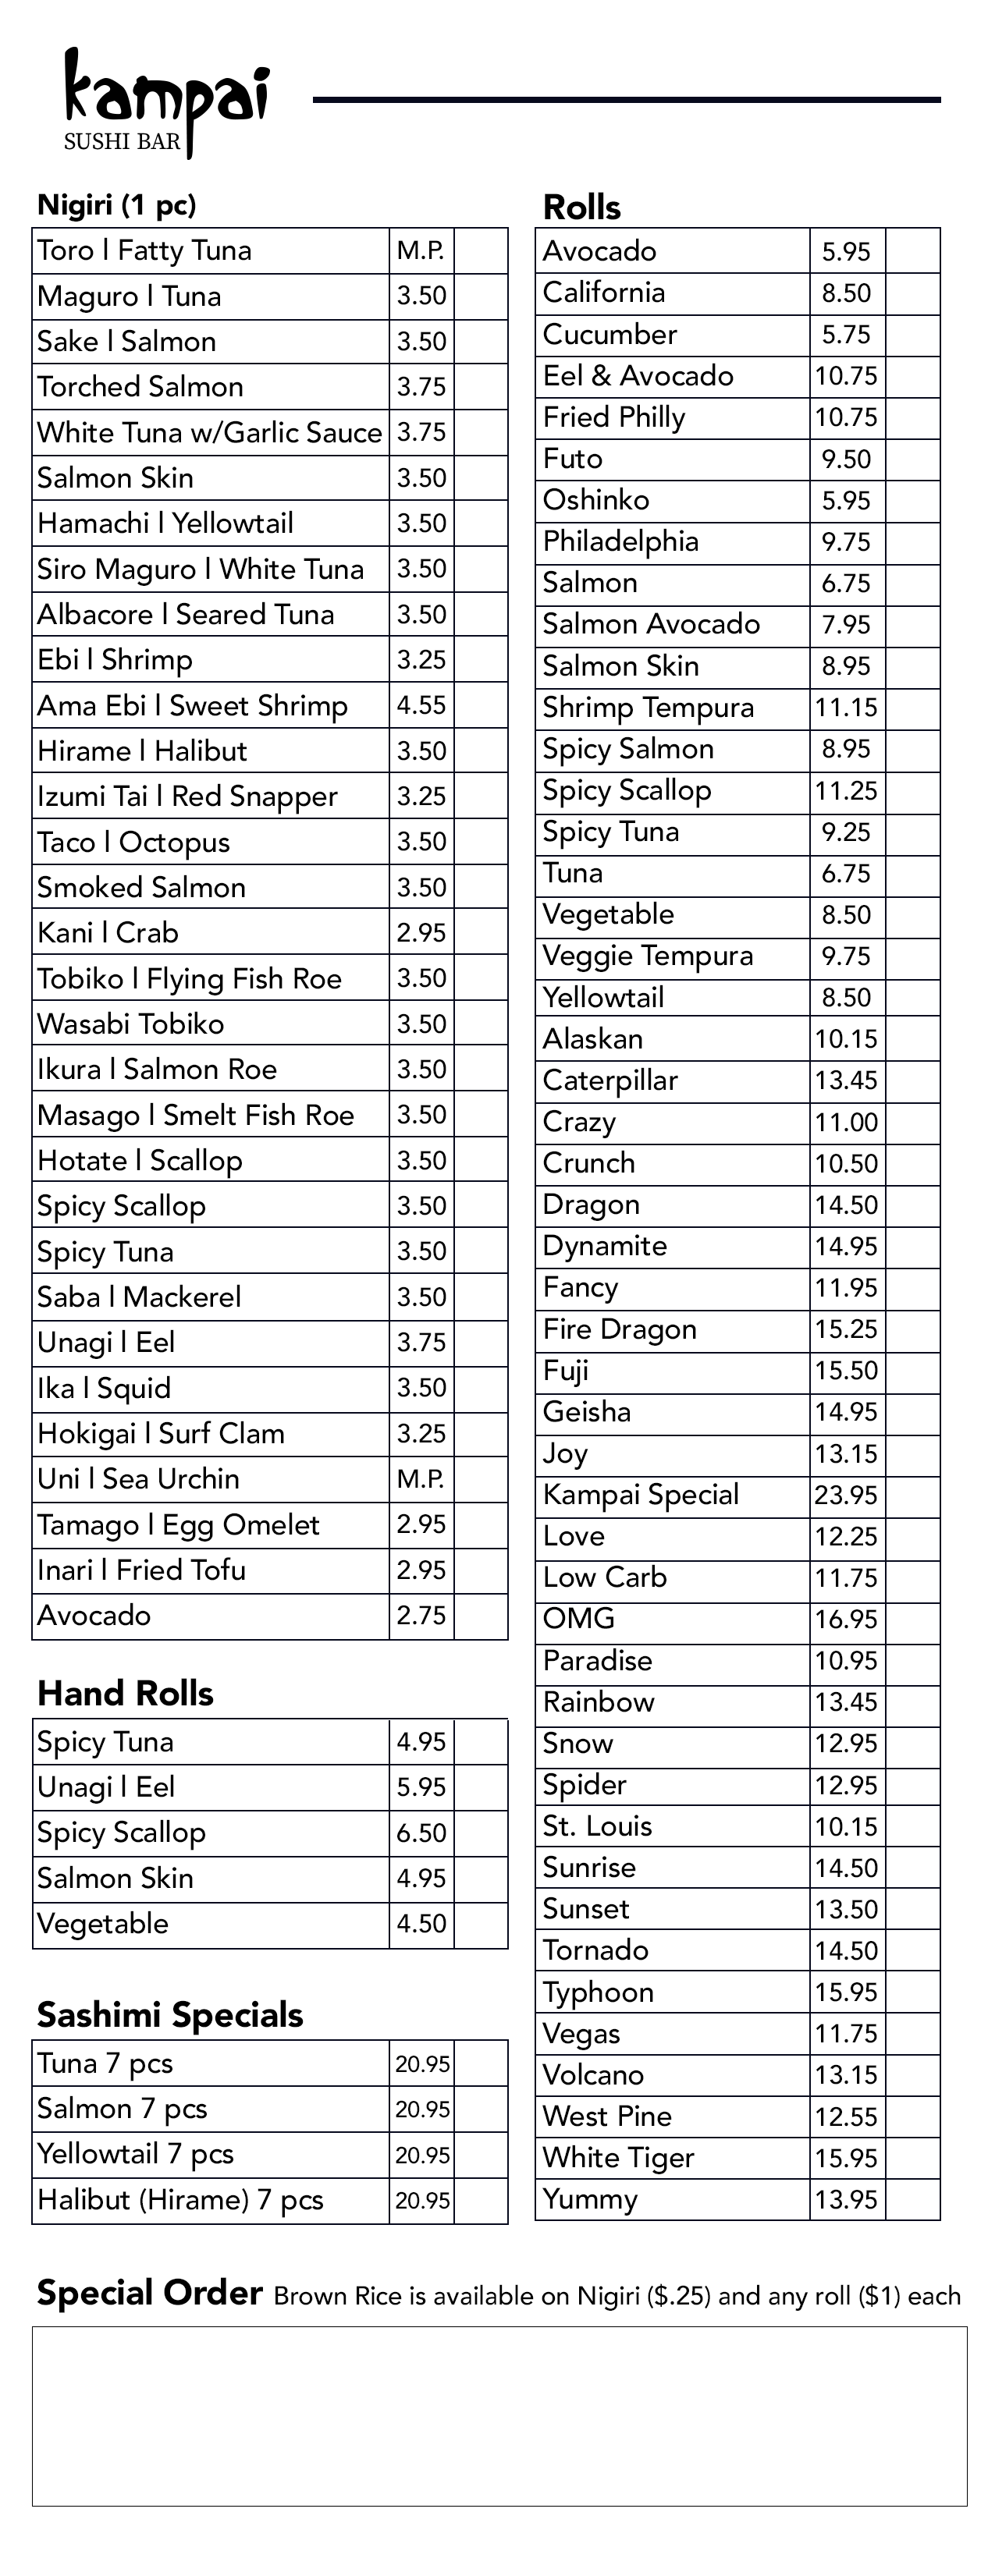 kampai
SUSHI BAR
Nigiri (1 pc)
Toro | Fatty Tuna M.P.
Maguro | Tuna 3.50
Sake | Salmon 3.50
Torched Salmon 3.75
White Tuna w/Garlic Sauce 3.75
Salmon Skin 3.50
Hamachi | Yellowtail 3.50
Siro Maguro | White Tuna 3.50
Albacore | Seared Tuna 3.50
Ebi | Shrimp 3.25
Ama Ebi | Sweet Shrimp 4.55
Hirame | Halibut 3.50
Izumi Tai | Red Snapper 3.25
Taco | Octopus 3.50
Smoked Salmon 3.50
Kani | Crab 2.95
Tobiko | Flying Fish Roe 3.50
Wasabi Tobiko 3.50
Ikura | Salmon Roe 3.50
Masago | Smelt Fish Roe 3.50
Hotate | Scallop 3.50
Spicy Scallop 3.50
Spicy Tuna 3.50
Saba | Mackerel 3.50
Unagi | Eel 3.75
Ika | Squid 3.50
Hokigai | Surf Clam 3.25
Uni | Sea Urchin M.P.
Tamago | Egg Omelet 2.95
Inari | Fried Tofu 2.95
Avocado 2.75
Hand Rolls
Spicy Tuna 4.95
Unagi | Eel 5.95
Spicy Scallop 6.50
Salmon Skin 4.95
Vegetable 4.50
Sashimi Specials
Tuna 7 pcs 20.95
Salmon 7 pcs 20.95
Yellowtail 7 pcs 20.95
Halibut (Hirame) 7 pcs 20.95
Rolls
Avocado 5.95
California 8.50
Cucumber 5.75
Eel & Avocado 10.75
Fried Philly 10.75
Futo 9.50
Oshinko 5.95
Philadelphia 9.75
Salmon 6.75
Salmon Avocado 7.95
Salmon Skin 8.95
Shrimp Tempura 11.15
Spicy Salmon 8.95
Spicy Scallop 11.25
Spicy Tuna 9.25
Tuna 6.75
Vegetable 8.50
Veggie Tempura 9.75
Yellowtail 8.50
Alaskan 10.15
Caterpillar 13.45
Crazy 11.00
Crunch 10.50
Dragon 14.50
Dynamite 14.95
Fancy 11.95
Fire Dragon 15.25
Fuji 15.50
Geisha 14.95
Joy 13.15
Kampai Special 23.95
Love 12.25
Low Carb 11.75
OMG 16.95
Paradise 10.95
Rainbow 13.45
Snow 12.95
Spider 12.95
St. Louis 10.15
Sunrise 14.50
Sunset 13.50
Tornado 14.50
Typhoon 15.95
Vegas 11.75
Volcano 13.15
West Pine 12.55
White Tiger 15.95
Yummy 13.95
Special Order Brown Rice is available on Nigiri ($.25) and any roll ($1) each